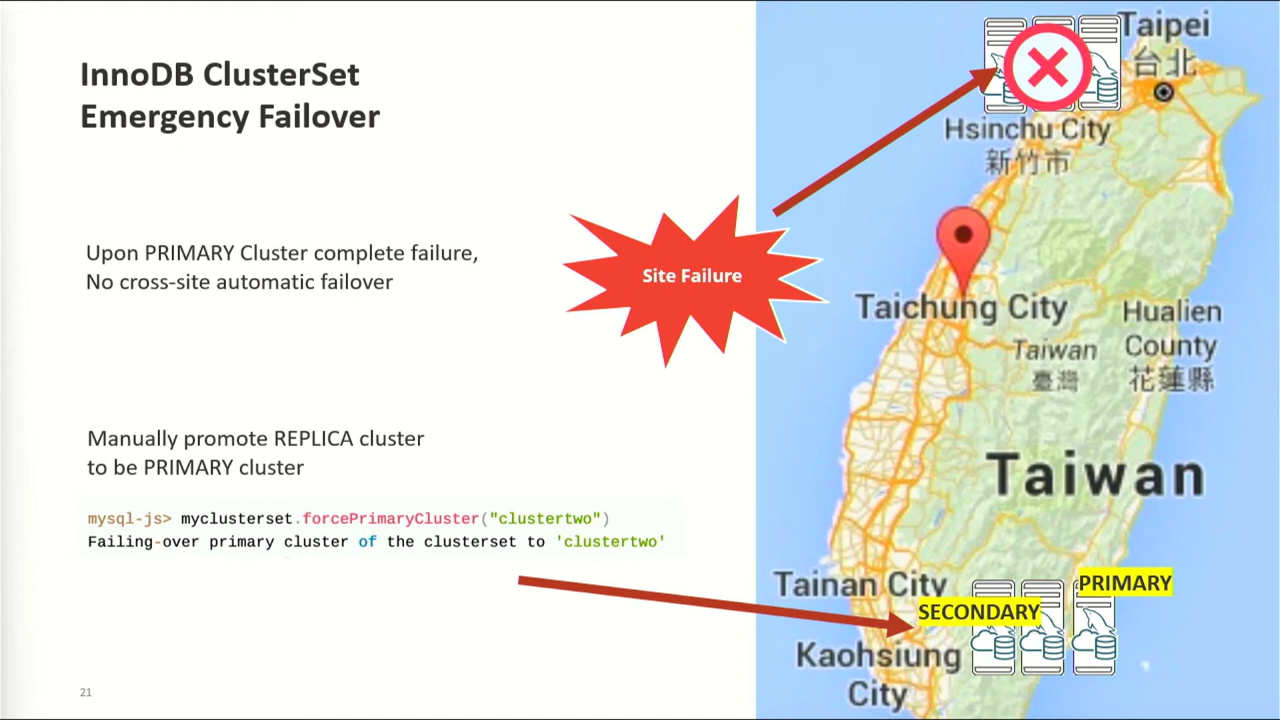 InnoDB ClusterSet
Emergency Failover
Upon PRIMARY Cluster complete failure,
No cross-site automatic failover
Site Failure
Manually promote REPLICA cluster
to be PRIMARY cluster
mysql-js> myclusterset.forcePrimaryCluster("clustertwo")
Failing-over primary cluster of the clusterset to 'clustertwo'
21
Taipei
台北
Hsinchu City
新竹市
Taichung City
Hualien
County
花蓮縣
Taiwan
臺灣
Taiwan
Tainan City
PRIMARY
SECONDARY
Kaohsiung
City